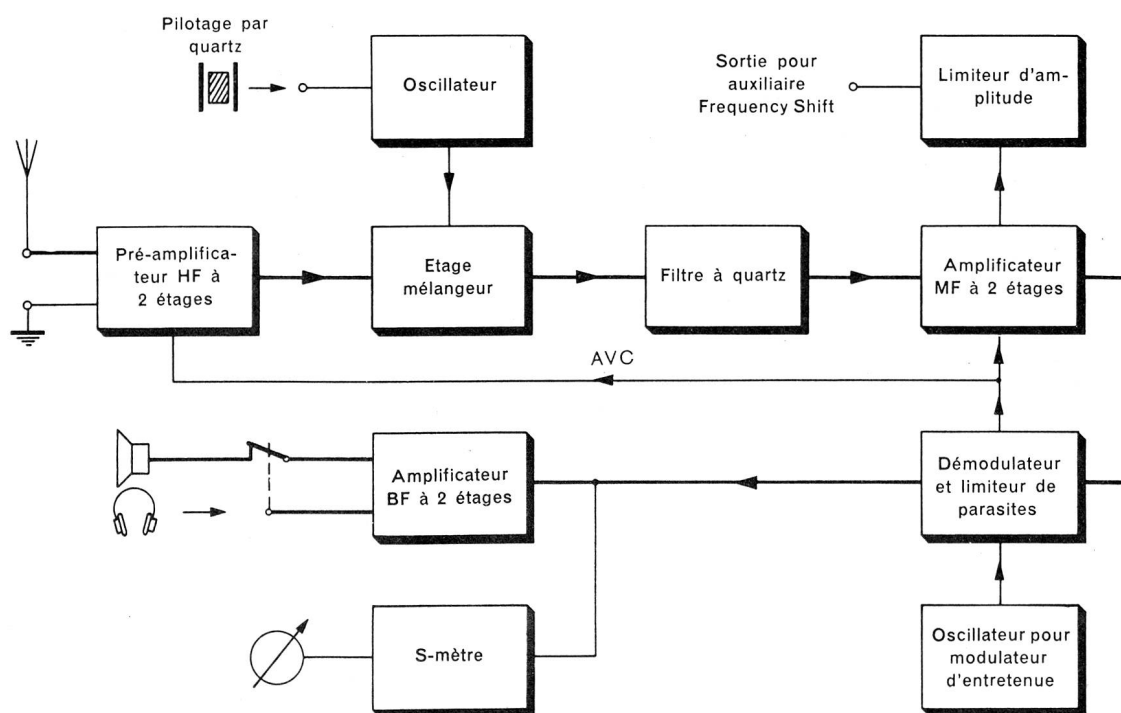 Pilotage par
quartz
Oscillateur
Sortie pour
auxiliaire
Frequency Shift
Limiteur d'am-
plitude
Pré-amplifica-
teur HF à
2 étages
Etage
mélangeur
Filtre à quartz
Amplificateur
MF à 2 étages
AVC
Amplificateur
BF à 2 étages
Démodulateur
et limiteur de
parasites
S-mètre
Oscillateur pour
modulateur
d'entretenue